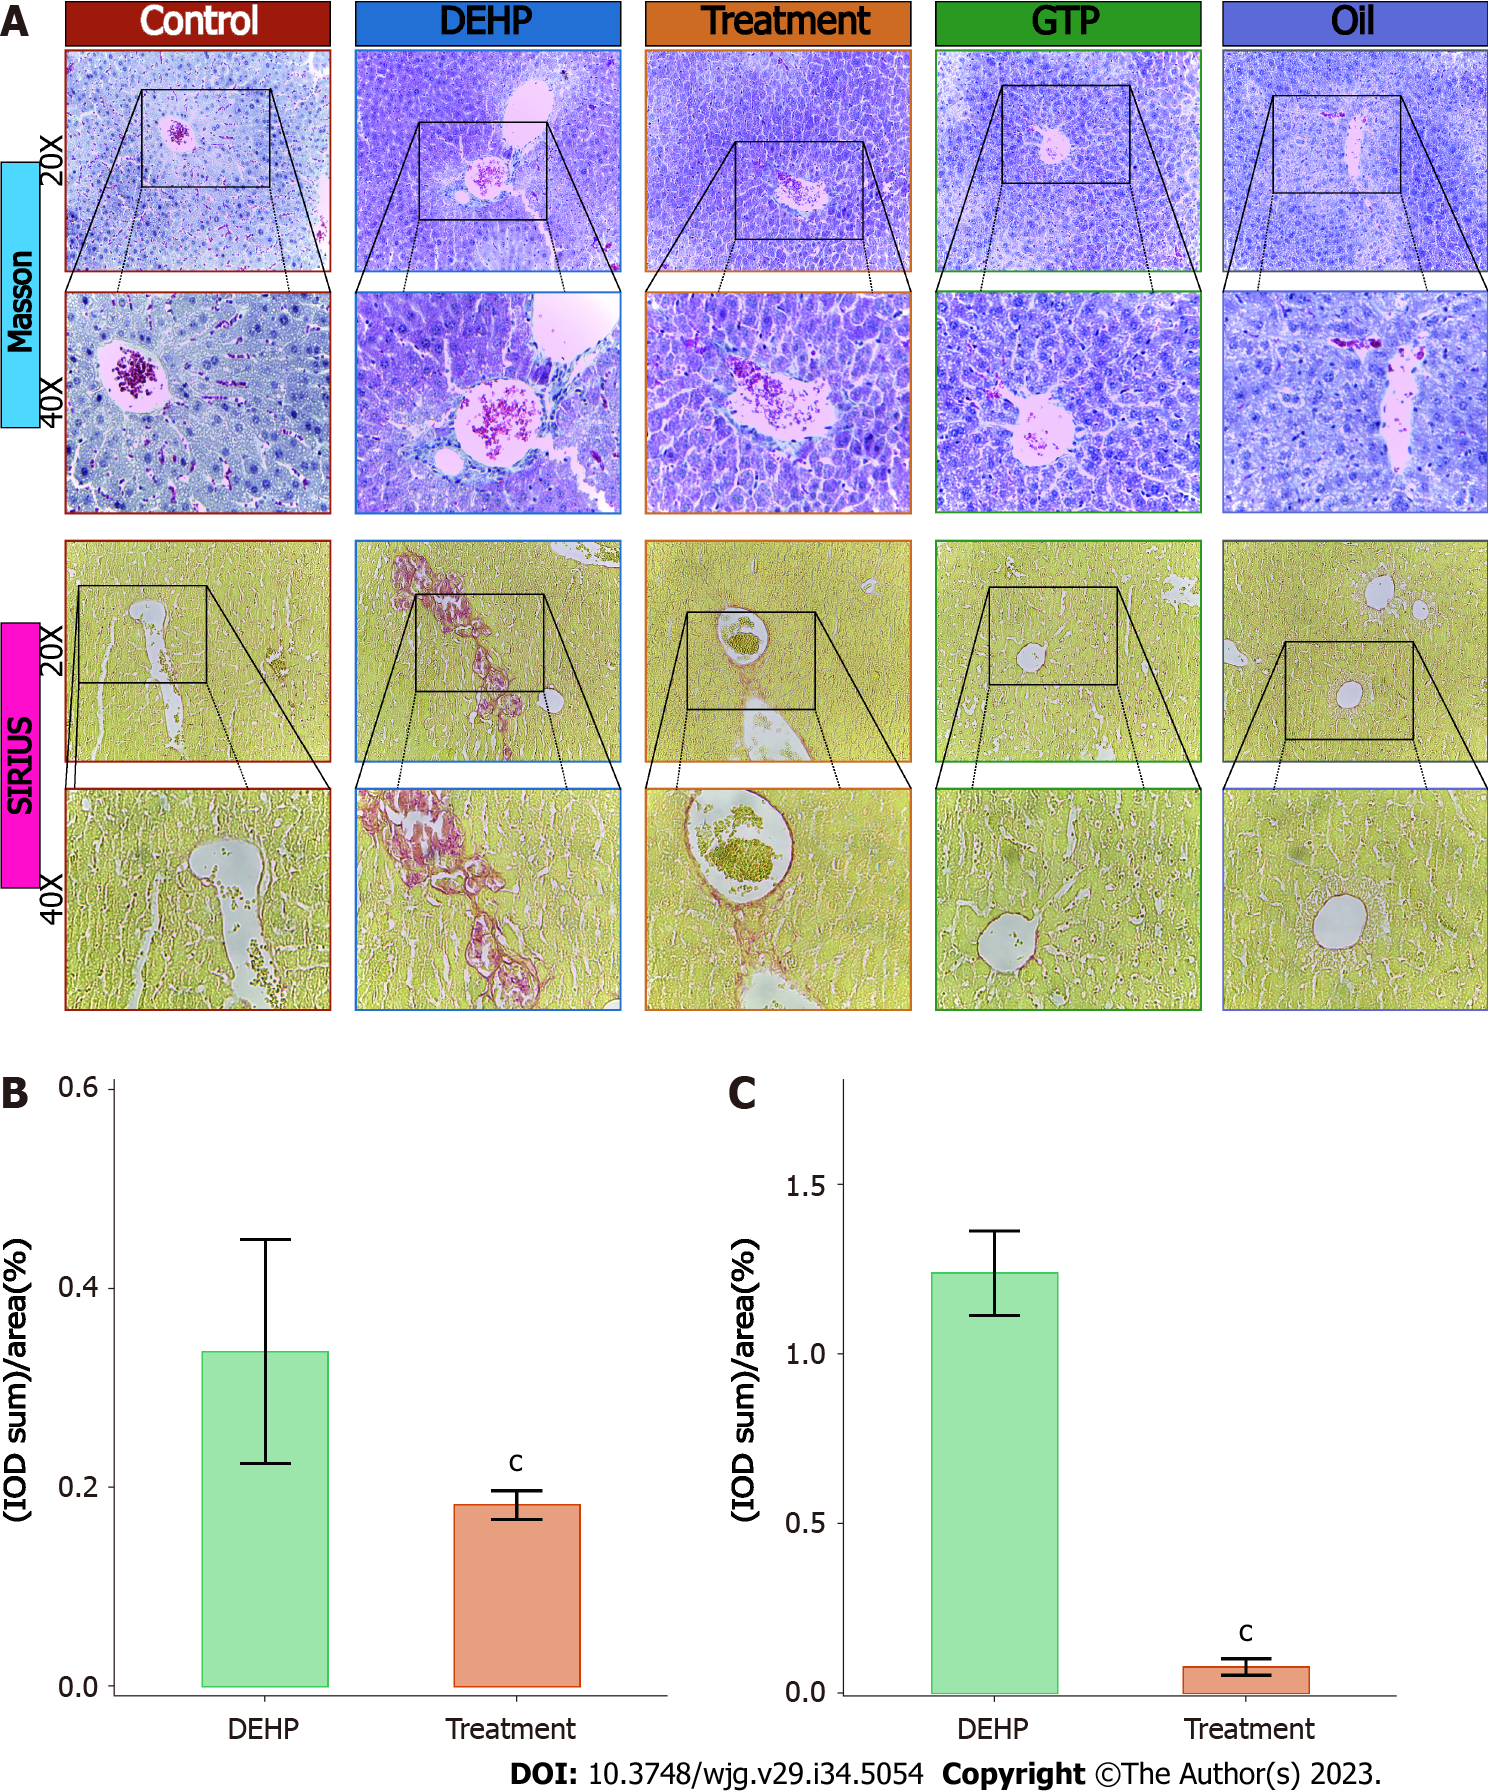 A
Control DEHP Treatment GTP Oil
Masson
20X
40X
SIRIUS
20X
40X
B
(IOD sum)/area(%)
0.6
0.4
0.2
0.0
c
DEHP Treatment
C
(IOD sum)/area(%)
1.5
1.0
0.5
0.0
c
DEHP Treatment
DOI: 10.3748/wjg.v29.i34.5054 Copyright ©The Author(s) 2023.